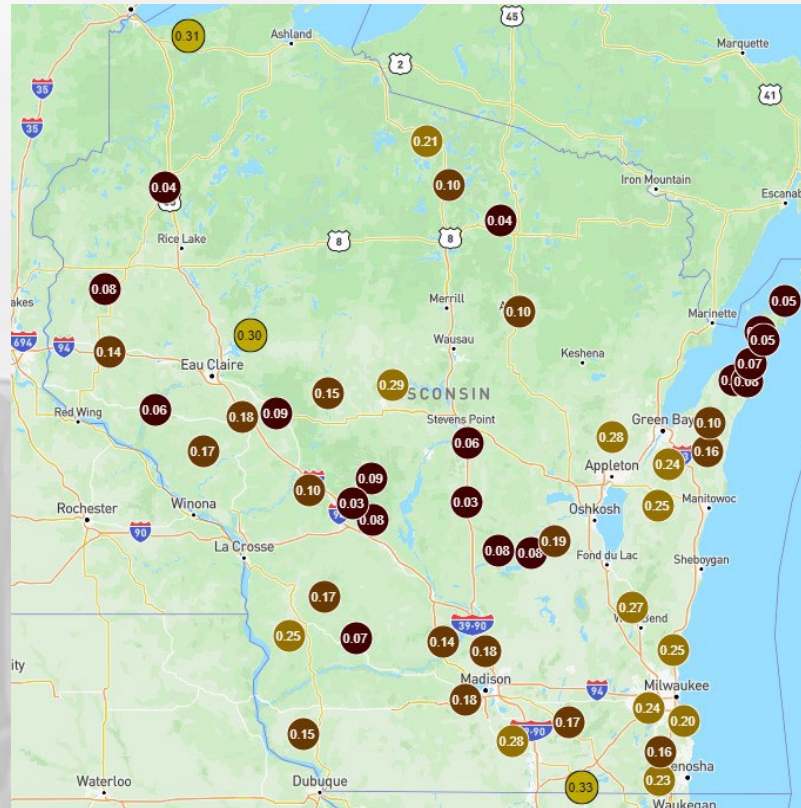 45
0.31
Ashland
Marquette
2
35
41
35
0.21
0.04
0.10
Iron Mountain
Escanab
0.04
Rice Lake
8
8
0.08
Merrill
0.05
0.10
Marinette
akes
694
94
0.30
0.05
0.14
Wausau
Keshena
0.07
Eau Claire
0.29
SCONSIN
0.15
0.06
0.18
0.09
Red Wing
Stevens Point
0.10
Green Bay
0.28
0.06
0.16
0.17
0.24
Appleton
0.09
0.10
0.03
0.03
0.25
Manitowoc
Winona
Rochester
0.08
Oshkosh
90
La Crosse
0.19
0.08
0.08
Fond du Lac
Sheboygan
0.17
0.27
39-90
Bend
0.25
0.07
0.14
0.18
0.25
ity
Madison
94
Milwaukee
0.18
0.24
0.17
0.20
0.15
0.28
0.16
enosha
0.23
Waterloo
Dubuque
0.33
Waukegan